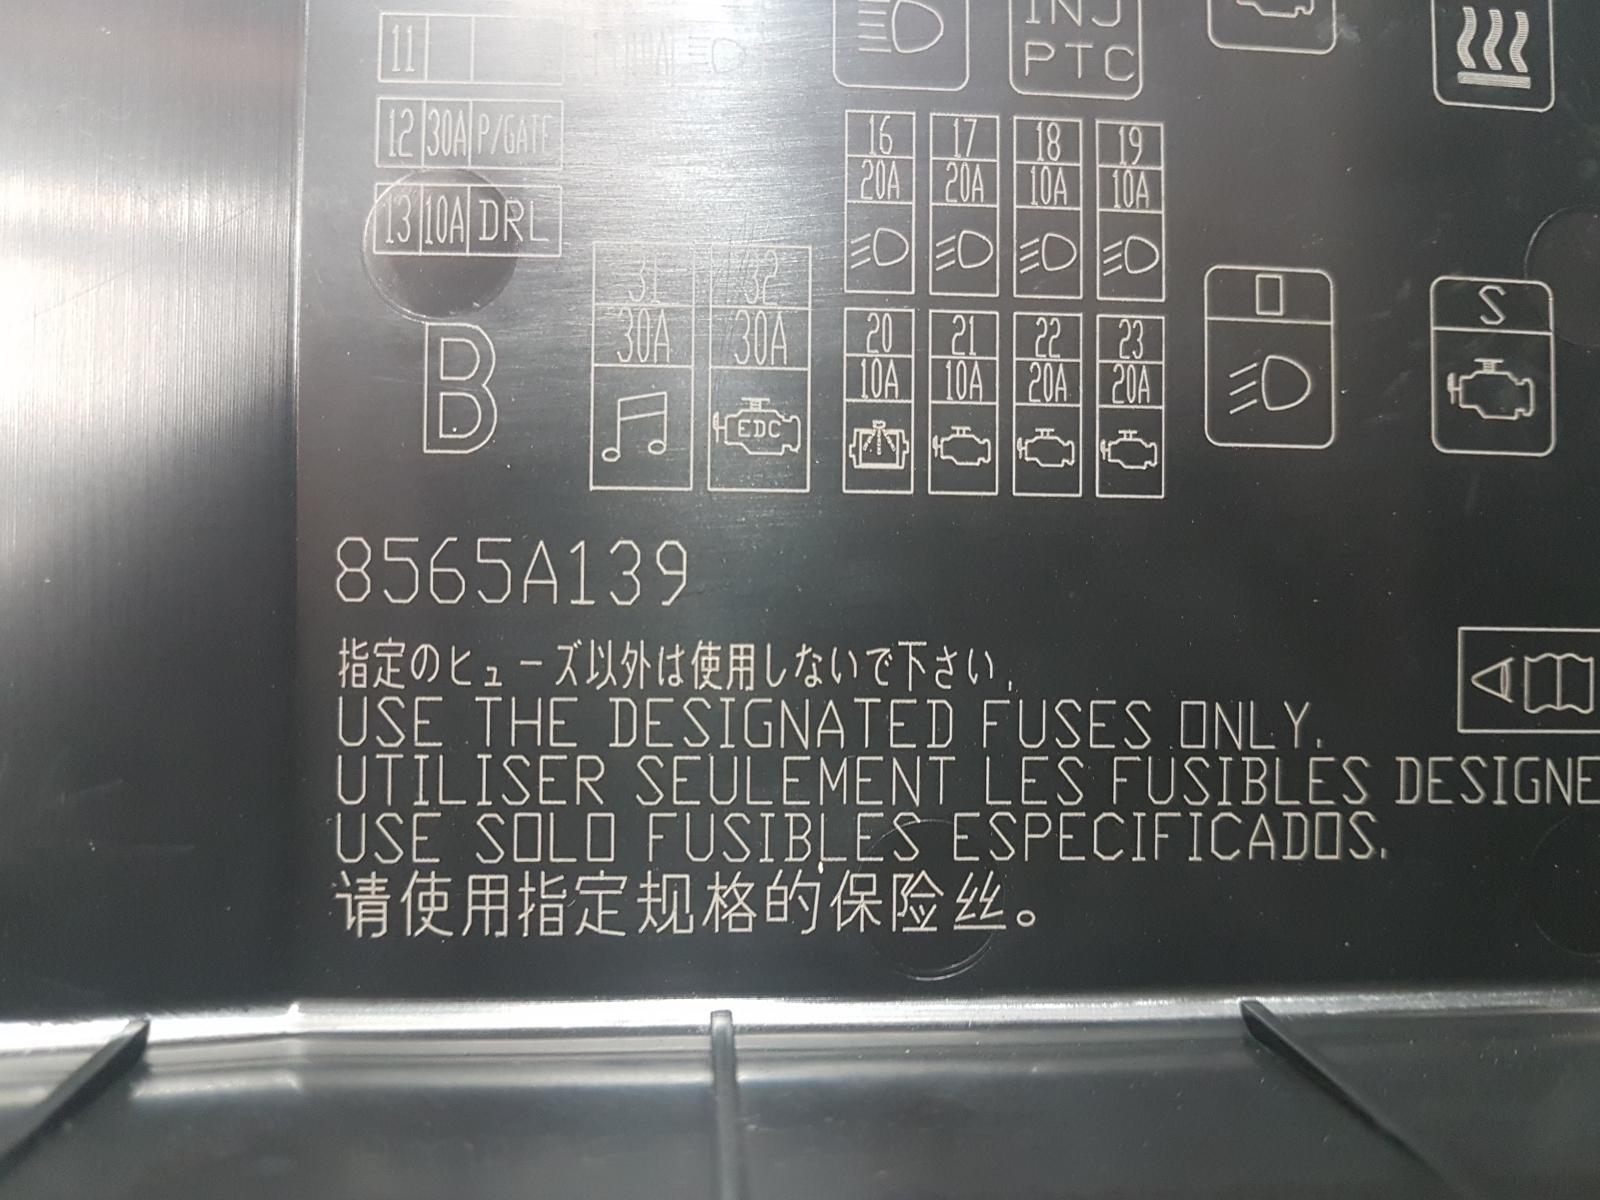 INJ
PTC
11
12 30A P/GATE
13 10A DRL
16 17 18 19
20A 20A 10A 10A
31 32
30A 30A
EDC
20 21 22 23
10A 10A 20A 20A
S
B
8565A139
指定のヒューズ以外は使用しないで下さい.
USE THE DESIGNATED FUSES ONLY.
UTILISER SEULEMENT LES FUSIBLES DESIGNE
USE SOLO FUSIBLES ESPECIFICADOS.
请使用指定规格的保险丝。